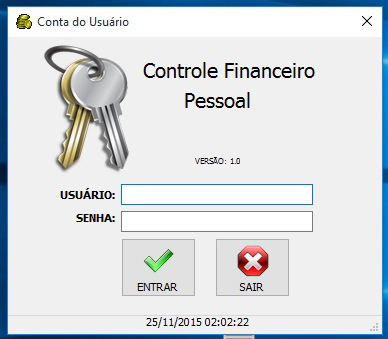 Conta do Usuário
Controle Financeiro
Pessoal
VERSÃO: 1.0
USUÁRIO:
SENHA:
ENTRAR
SAIR
25/11/2015 02:02:22